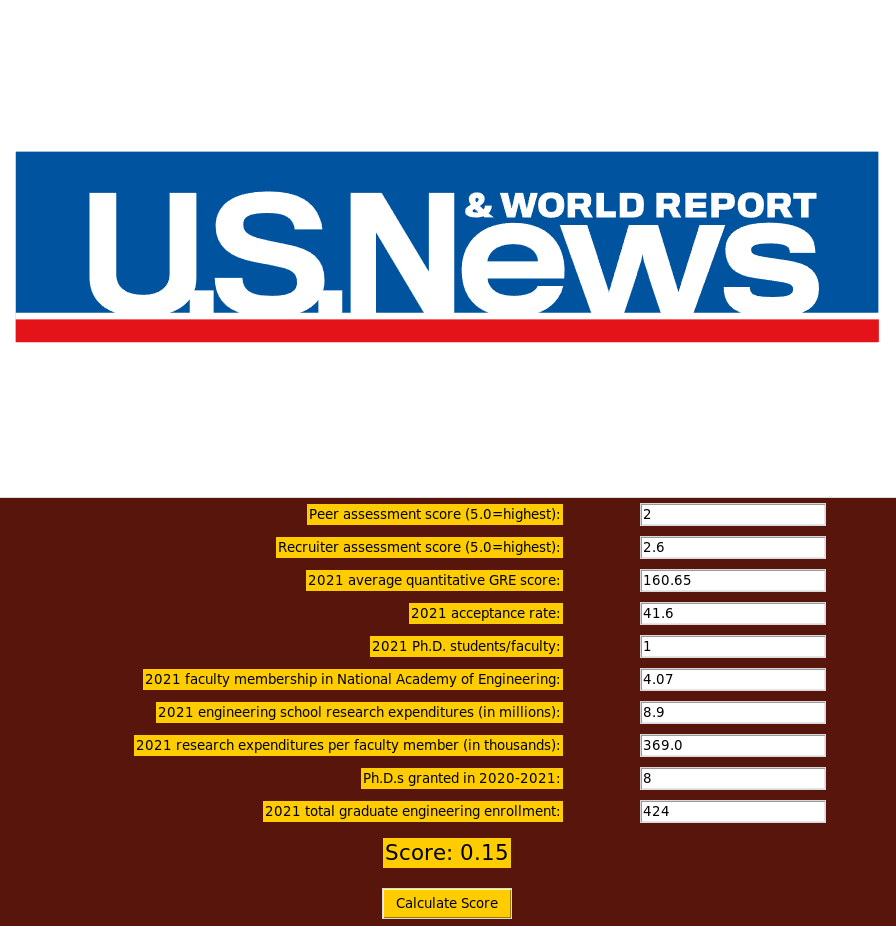 U.S.News
& WORLD REPORT
Peer assessment score (5.0=highest): 2
Recruiter assessment score (5.0=highest): 2.6
2021 average quantitative GRE score: 160.65
2021 acceptance rate: 41.6
2021 Ph.D. students/faculty: 1
2021 faculty membership in National Academy of Engineering: 4.07
2021 engineering school research expenditures (in millions): 8.9
2021 research expenditures per faculty member (in thousands): 369.0
Ph.D.s granted in 2020-2021: 8
2021 total graduate engineering enrollment: 424
Score: 0.15
Calculate Score